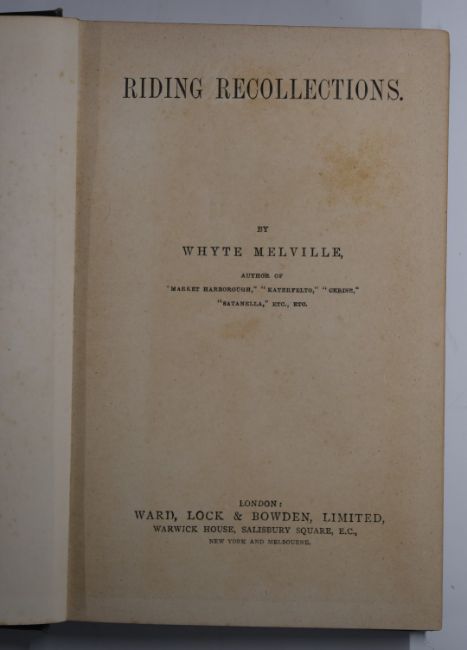 RIDING RECOLLECTIONS.
BY
WHYTE MELVILLE,
AUTHOR OF
"MARKET HARBOROUGH," "KATERFELTO," "CERISE,"
"SATANELLA," ETC., ETC.
LONDON:
WARD, LOCK & BOWDEN, LIMITED,
WARWICK HOUSE, SALISBURY SQUARE, E.C.,
NEW YORK AND MELBOURNE.